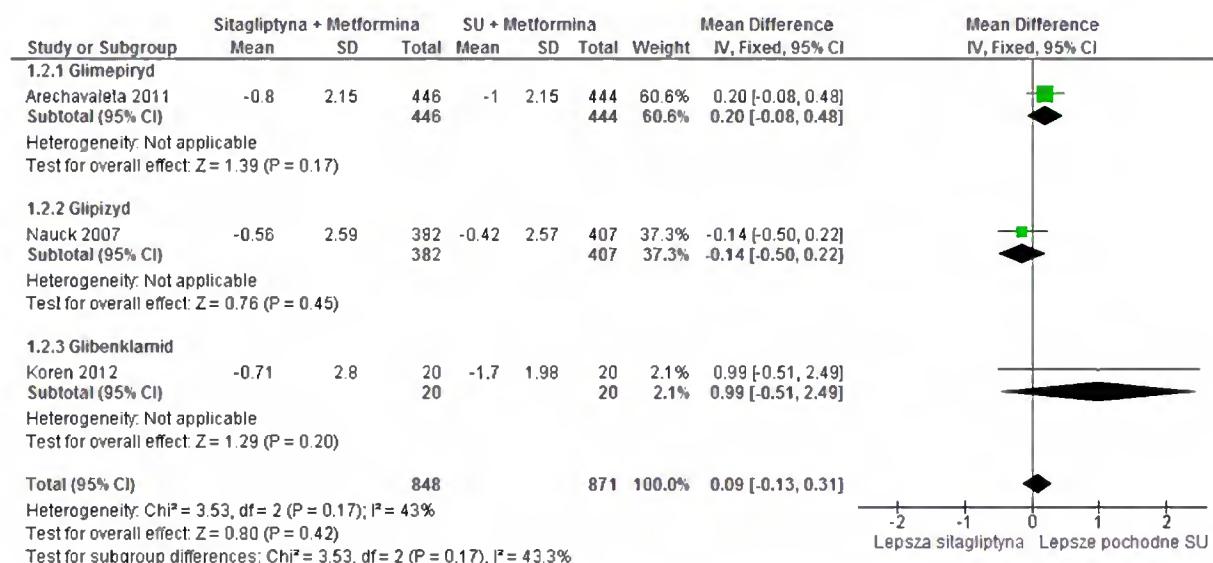 Sitagliptyna + Metformina SU + Metformina Mean Difference Mean Difference
Study or Subgroup Mean SD Total Mean SD Total Weight IV, Fixed, 95% CI IV, Fixed, 95% CI
1.2.1 Glimepiryd
Arechavaleta 2011 -0.8 2.15 446 -1 2.15 444 60.6% 0.20 [-0.08, 0.48]
Subtotal (95% CI) 446 444 60.6% 0.20 [-0.08, 0.48]
Heterogeneity: Not applicable
Test for overall effect: Z = 1.39 (P = 0.17)
1.2.2 Glipizyd
Nauck 2007 -0.56 2.59 382 -0.42 2.57 407 37.3% -0.14 [-0.50, 0.22]
Subtotal (95% CI) 382 407 37.3% -0.14 [-0.50, 0.22]
Heterogeneity: Not applicable
Test for overall effect: Z = 0.76 (P = 0.45)
1.2.3 Glibenklamid
Koren 2012 -0.71 2.8 20 -1.7 1.98 20 2.1% 0.99 [-0.51, 2.49]
Subtotal (95% CI) 20 20 2.1% 0.99 [-0.51, 2.49]
Heterogeneity: Not applicable
Test for overall effect: Z = 1.29 (P = 0.20)
Total (95% CI) 848 871 100.0% 0.09 [-0.13, 0.31]
Heterogeneity: Chi² = 3.53, df = 2 (P = 0.17); I² = 43%
Test for overall effect: Z = 0.80 (P = 0.42)
Test for subgroup differences: Chi² = 3.53, df = 2 (P = 0.17), I² = 43.3%
-2 -1 0 1 2
Lepsza sitagliptyna Lepsze pochodne SU